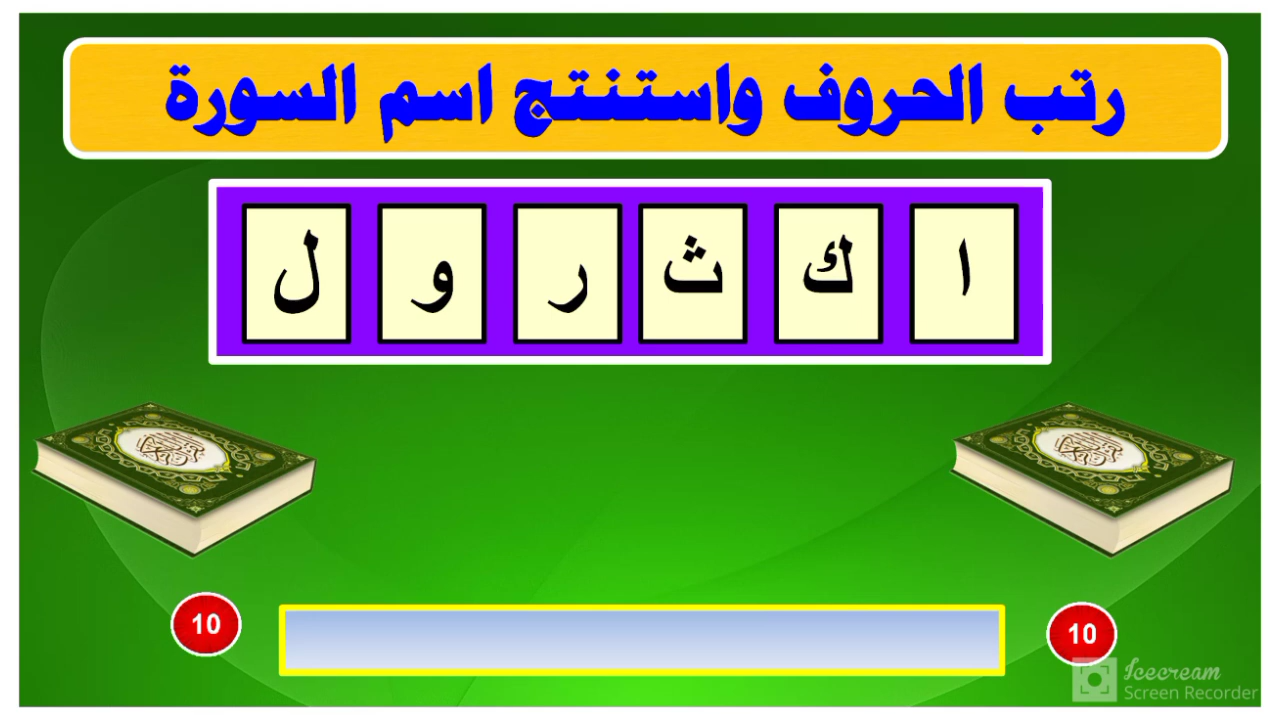 رتب الحروف واستنتج اسم السورة
ا ك ث ر و ل
10 10
Icecream
Screen Recorder